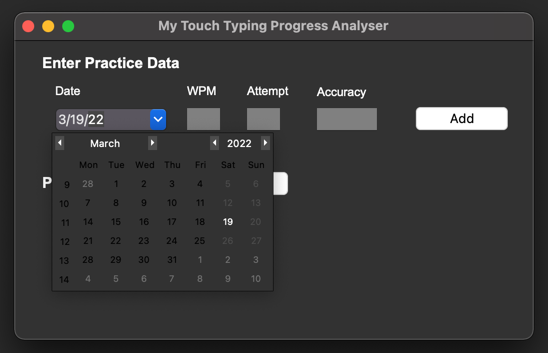 My Touch Typing Progress Analyser
Enter Practice Data
Date WPM Attempt Accuracy
3/19/22 Add
March 2022
Mon Tue Wed Thu Fri Sat Sun
9 28 1 2 3 4 5 6
10 7 8 9 10 11 12 13
11 14 15 16 17 18 19 20
12 21 22 23 24 25 26 27
13 28 29 30 31 1 2 3
14 4 5 6 7 8 9 10